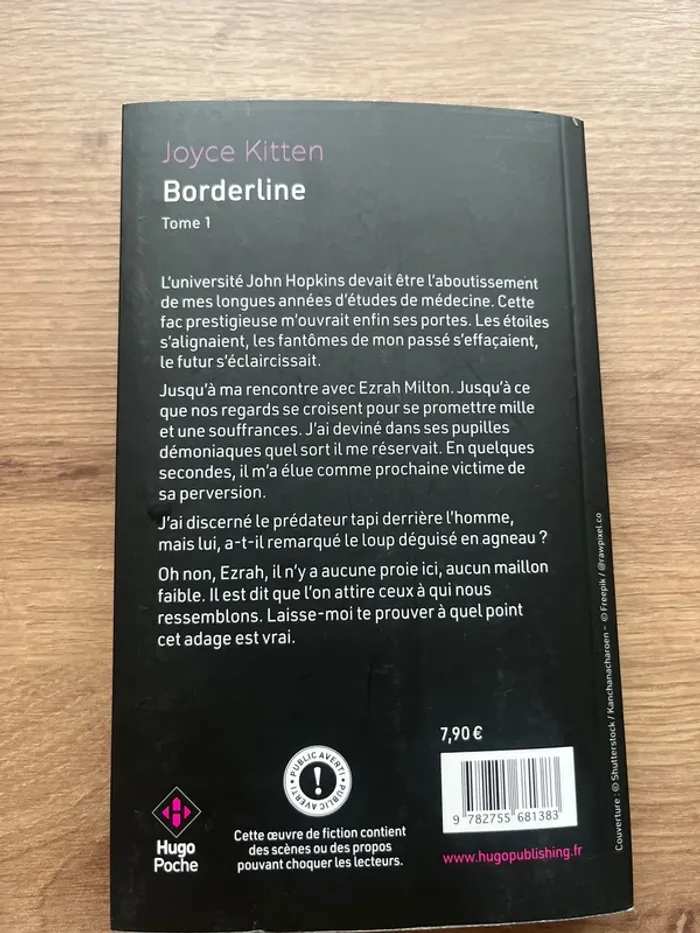 Joyce Kitten
Borderline
Tome 1
L'université John Hopkins devait être l'aboutissement
de mes longues années d'études de médecine. Cette
fac prestigieuse m'ouvrait enfin ses portes. Les étoiles
s'alignaient, les fantômes de mon passé s'effaçaient,
le futur s'éclaircissait.
Jusqu'à ma rencontre avec Ezrah Milton. Jusqu'à ce
que nos regards se croisent pour se promettre mille
et une souffrances. J'ai deviné dans ses pupilles
démoniaques quel sort il me réservait. En quelques
secondes, il m'a élue comme prochaine victime de
sa perversion.
J'ai discerné le prédateur tapi derrière l'homme,
mais lui, a-t-il remarqué le loup déguisé en agneau ?
Oh non, Ezrah, il n'y a aucune proie ici, aucun maillon
faible. Il est dit que l'on attire ceux à qui nous
ressemblons. Laisse-moi te prouver à quel point
cet adage est vrai.
7,90 €
PUBLIC AVERTI • PUBLIC AVERTI •
!
Hugo
Poche
Cette œuvre de fiction contient
des scènes ou des propos
pouvant choquer les lecteurs.
9 782755 681383
www.hugopublishing.fr
Couverture : © Shutterstock / Kanchanacharoen - © Freepik / @rawpixel.co